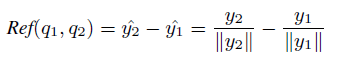 Ref(q₁, q₂) = ŷ₂ − ŷ₁ = y₂ / ‖y₂‖ − y₁ / ‖y₁‖